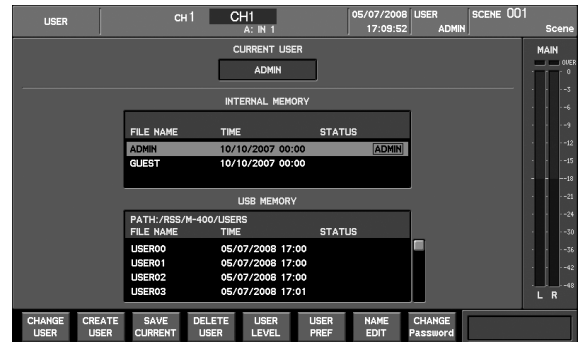 USER
CH 1
CH1
A: IN 1
05/07/2008
17:09:52
USER
ADMIN
SCENE 001
Scene
CURRENT USER
ADMIN
INTERNAL MEMORY
FILE NAME TIME STATUS
ADMIN 10/10/2007 00:00 ADMIN
GUEST 10/10/2007 00:00
USB MEMORY
PATH:/RSS/M-400/USERS
FILE NAME TIME STATUS
USER00 05/07/2008 17:00
USER01 05/07/2008 17:00
USER02 05/07/2008 17:00
USER03 05/07/2008 17:01
MAIN
OVER
0
-3
-6
-9
-12
-15
-18
-21
-24
-30
-36
-42
-48
L R
CHANGE USER
CREATE USER
SAVE CURRENT
DELETE USER
USER LEVEL
USER PREF
NAME EDIT
CHANGE Password